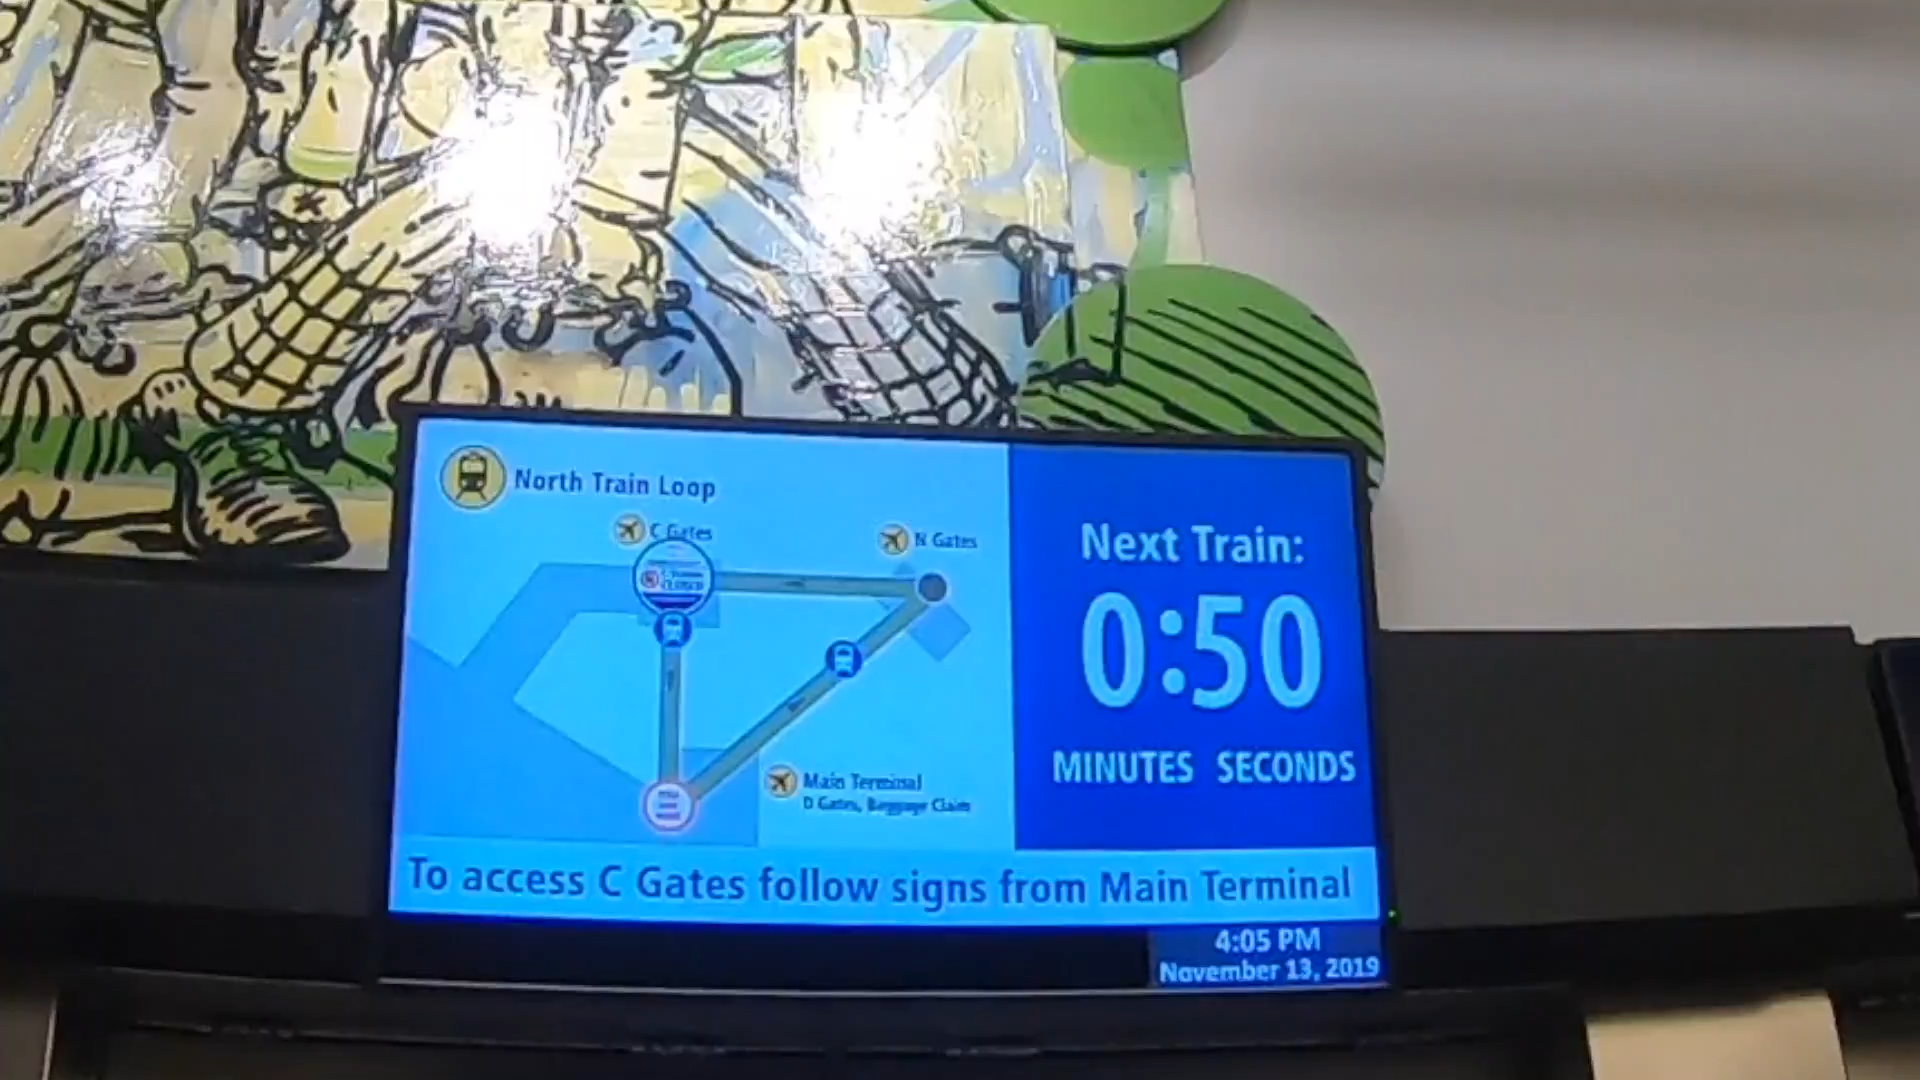 North Train Loop
C Gates
N Gates
CLOSED
Next Train:
0:50
MINUTES SECONDS
Main Terminal
D Gates, Baggage Claim
To access C Gates follow signs from Main Terminal
4:05 PM
November 13, 2019